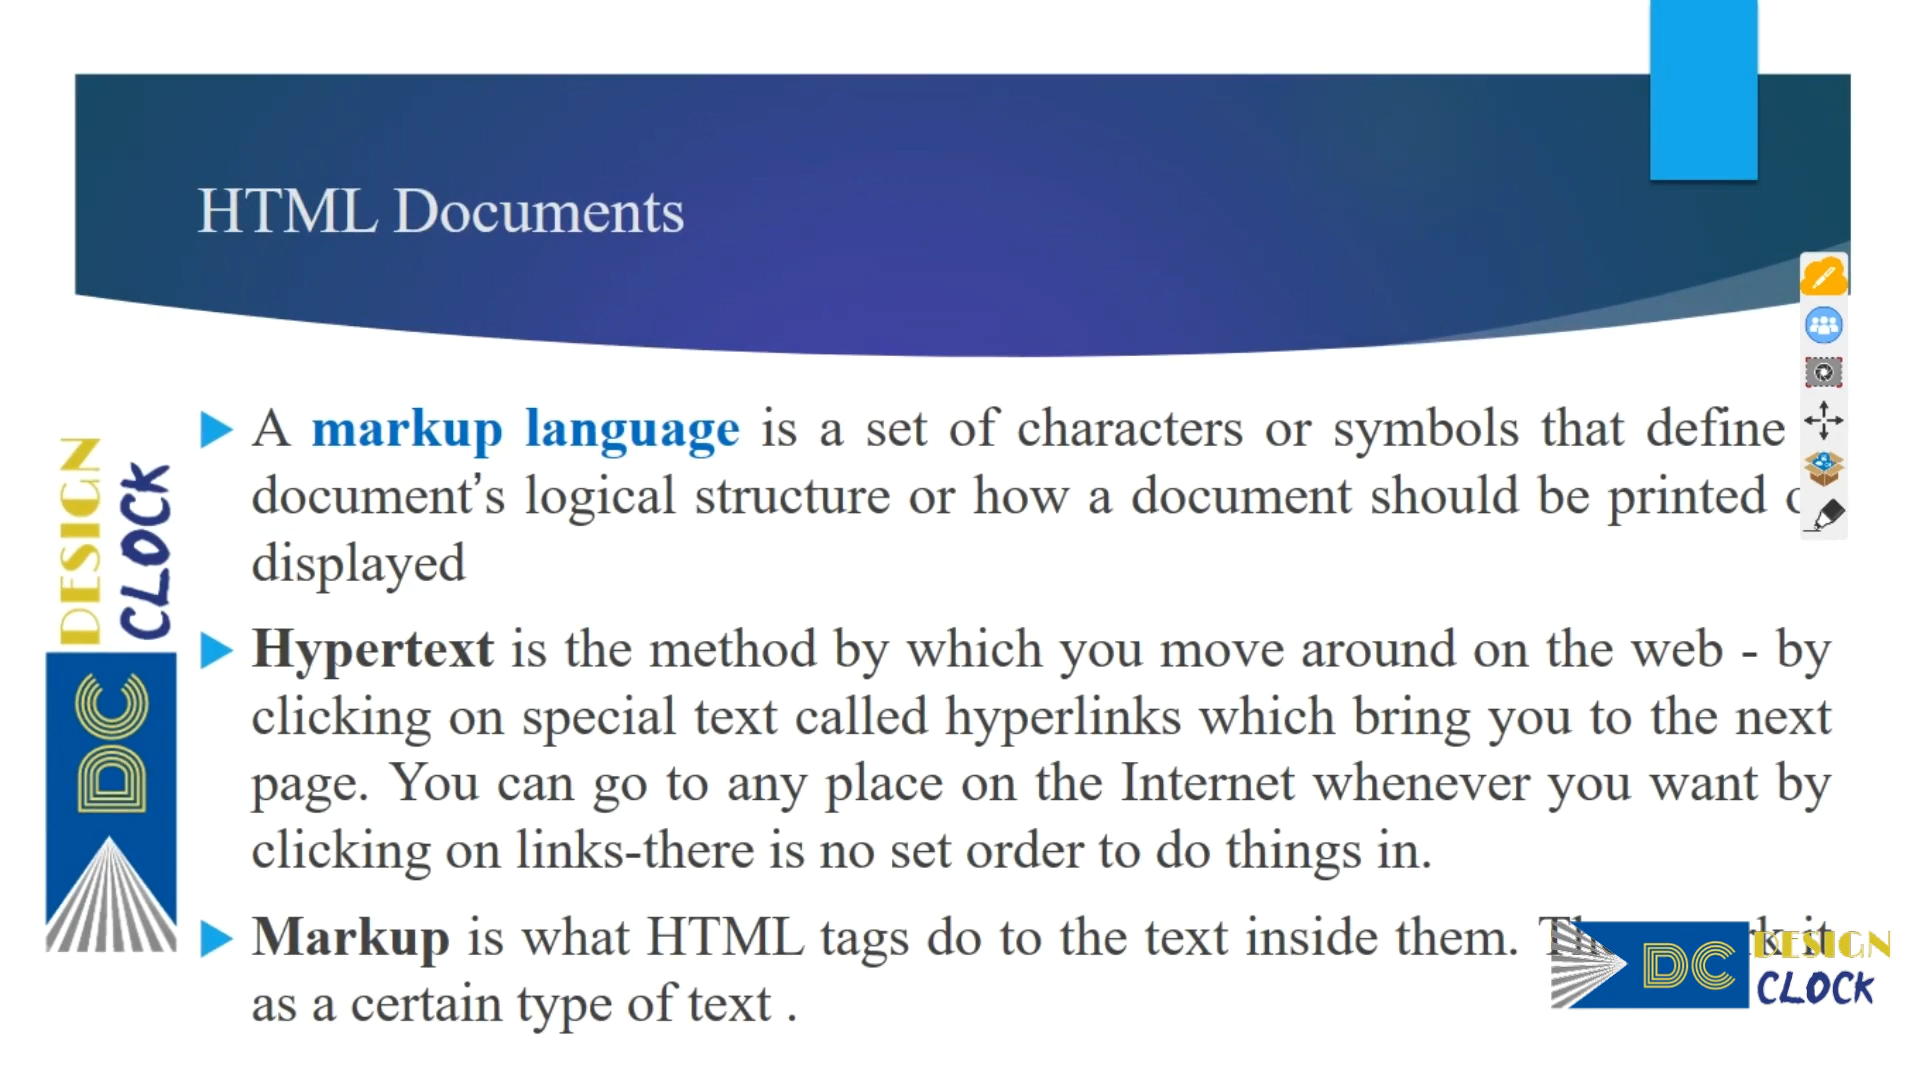 HTML Documents
A markup language is a set of characters or symbols that define
document's logical structure or how a document should be printed
displayed
Hypertext is the method by which you move around on the web - by
clicking on special text called hyperlinks which bring you to the next
page. You can go to any place on the Internet whenever you want by
clicking on links-there is no set order to do things in.
Markup is what HTML tags do to the text inside them. it
as a certain type of text .
DESIGN
CLOCK
DC
DC
DESIGN
CLOCK